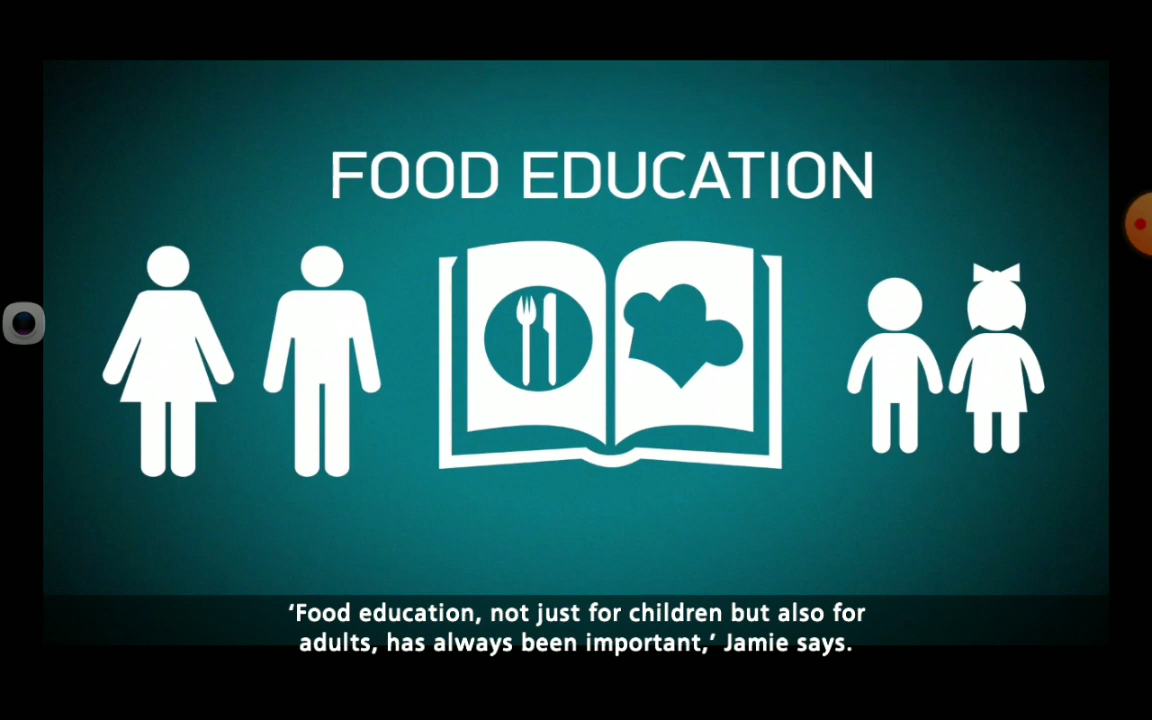 FOOD EDUCATION
‘Food education, not just for children but also for
adults, has always been important,’ Jamie says.